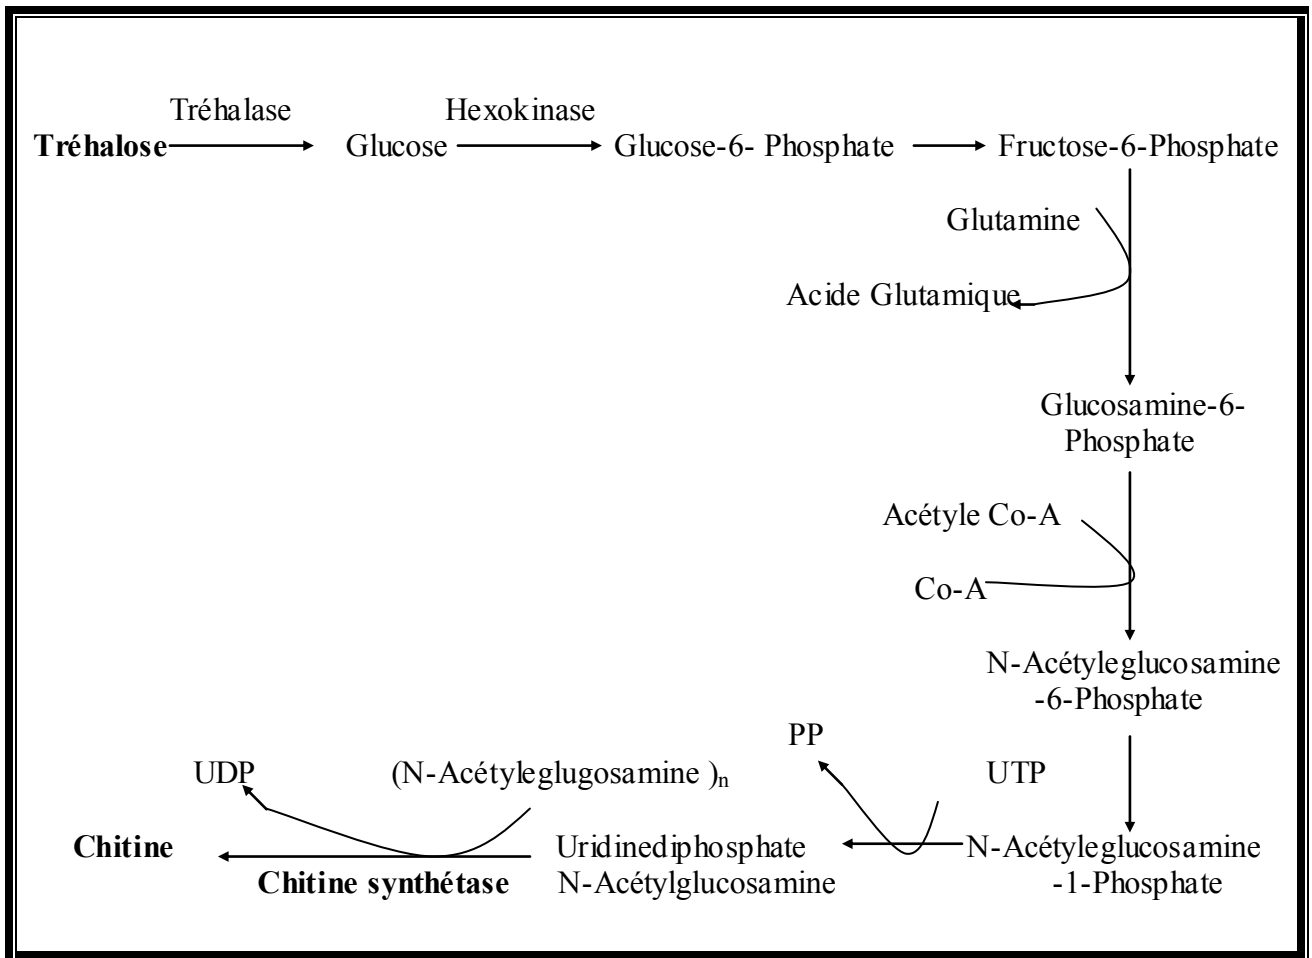 Tréhalase
Hexokinase
Tréhalose
Glucose
Glucose-6- Phosphate
Fructose-6-Phosphate
Glutamine
Acide Glutamique
Glucosamine-6-
Phosphate
Acétyle Co-A
Co-A
N-Acétyleglucosamine
-6-Phosphate
PP
UDP
(N-Acétyleglugosamine )n
UTP
Chitine
Uridinediphosphate
N-Acétyleglucosamine
Chitine synthétase
N-Acétylglucosamine
-1-Phosphate